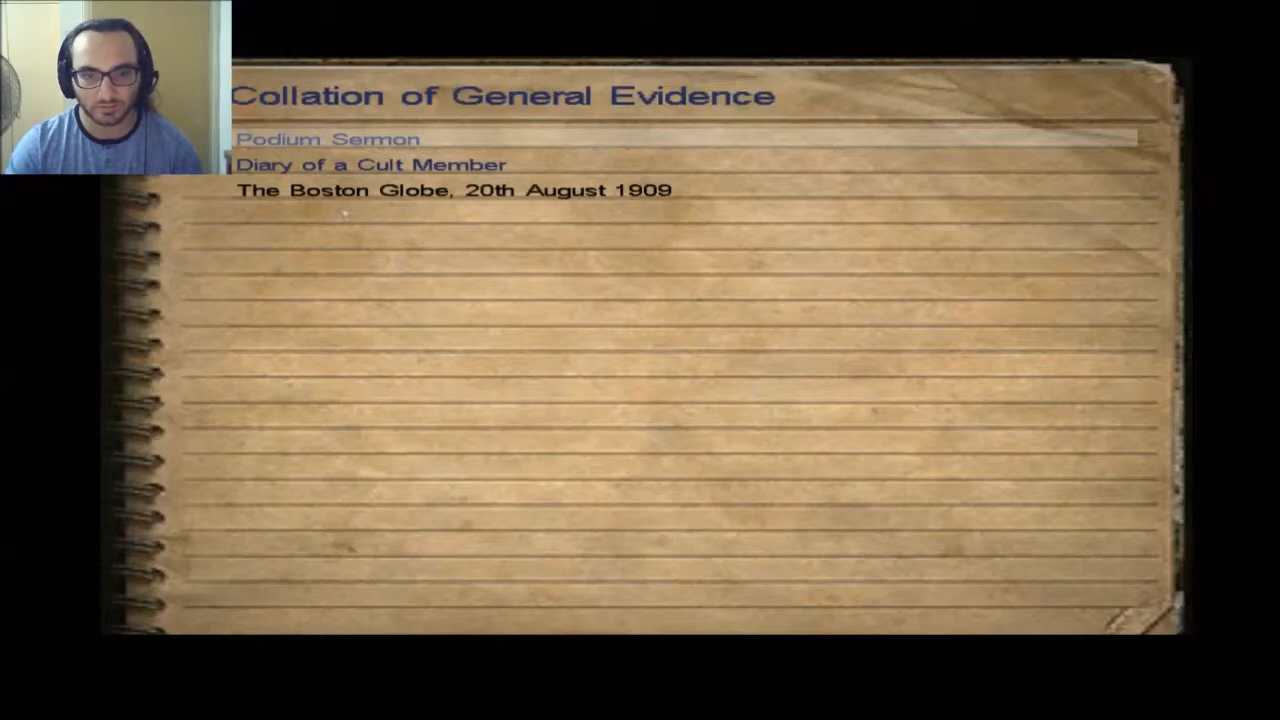 Collation of General Evidence
Podium Sermon
Diary of a Cult Member
The Boston Globe, 20th August 1909